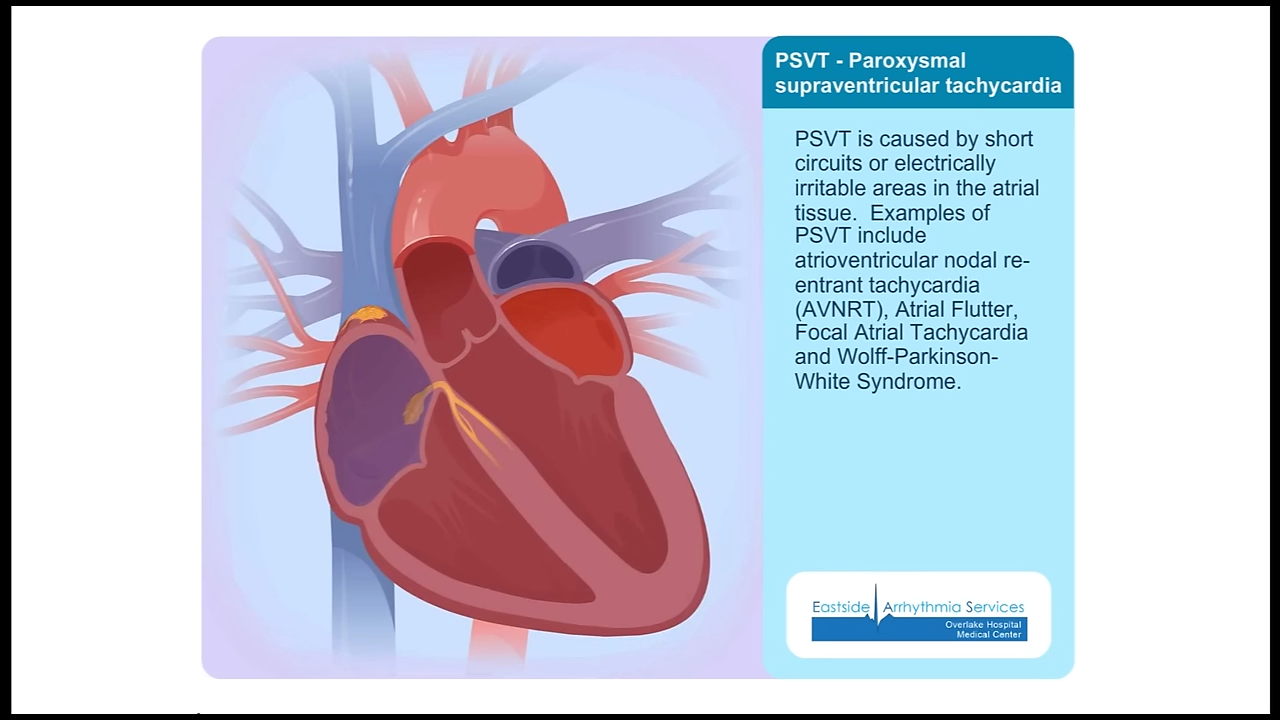 PSVT - Paroxysmal
supraventricular tachycardia
PSVT is caused by short
circuits or electrically
irritable areas in the atrial
tissue.  Examples of
PSVT include
atrioventricular nodal re-
entrant tachycardia
(AVNRT), Atrial Flutter,
Focal Atrial Tachycardia
and Wolff-Parkinson-
White Syndrome.
Eastside Arrhythmia Services
Overlake Hospital
Medical Center